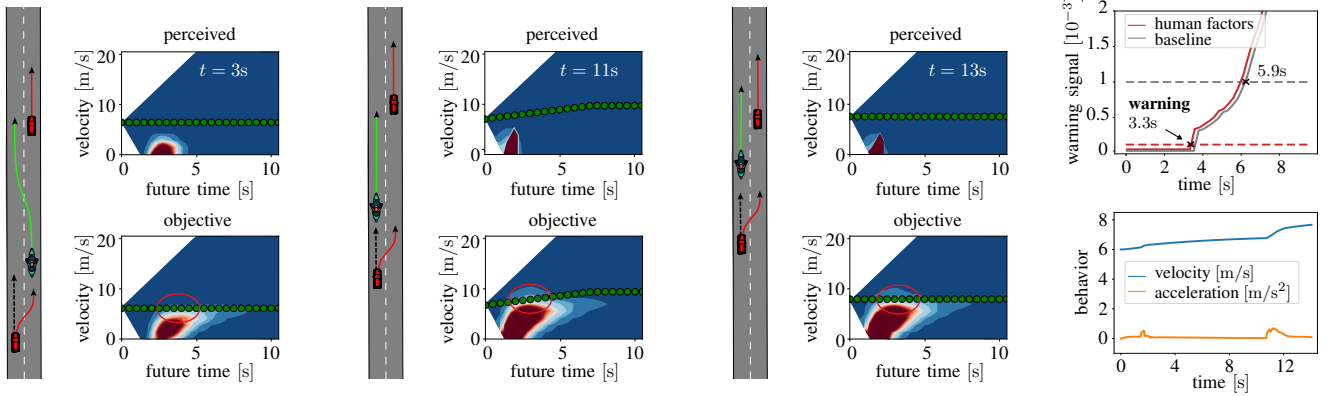 perceived
t = 3s
velocity [m/s]
20
10
0
0
5
10
future time [s]
objective
velocity [m/s]
20
10
0
0
5
10
future time [s]
perceived
t = 11s
velocity [m/s]
20
10
0
0
5
10
future time [s]
objective
velocity [m/s]
20
10
0
0
5
10
future time [s]
perceived
t = 13s
velocity [m/s]
20
10
0
0
5
10
future time [s]
objective
velocity [m/s]
20
10
0
0
5
10
future time [s]
warning signal
2
1.5
1
0.5
0
human factors
baseline
5.9s
warning
3.3s
0 2 4 6 8
time [s]
behavior
8
6
4
2
0
velocity [m/s]
acceleration [m/s²]
0 4 8 12
time [s]